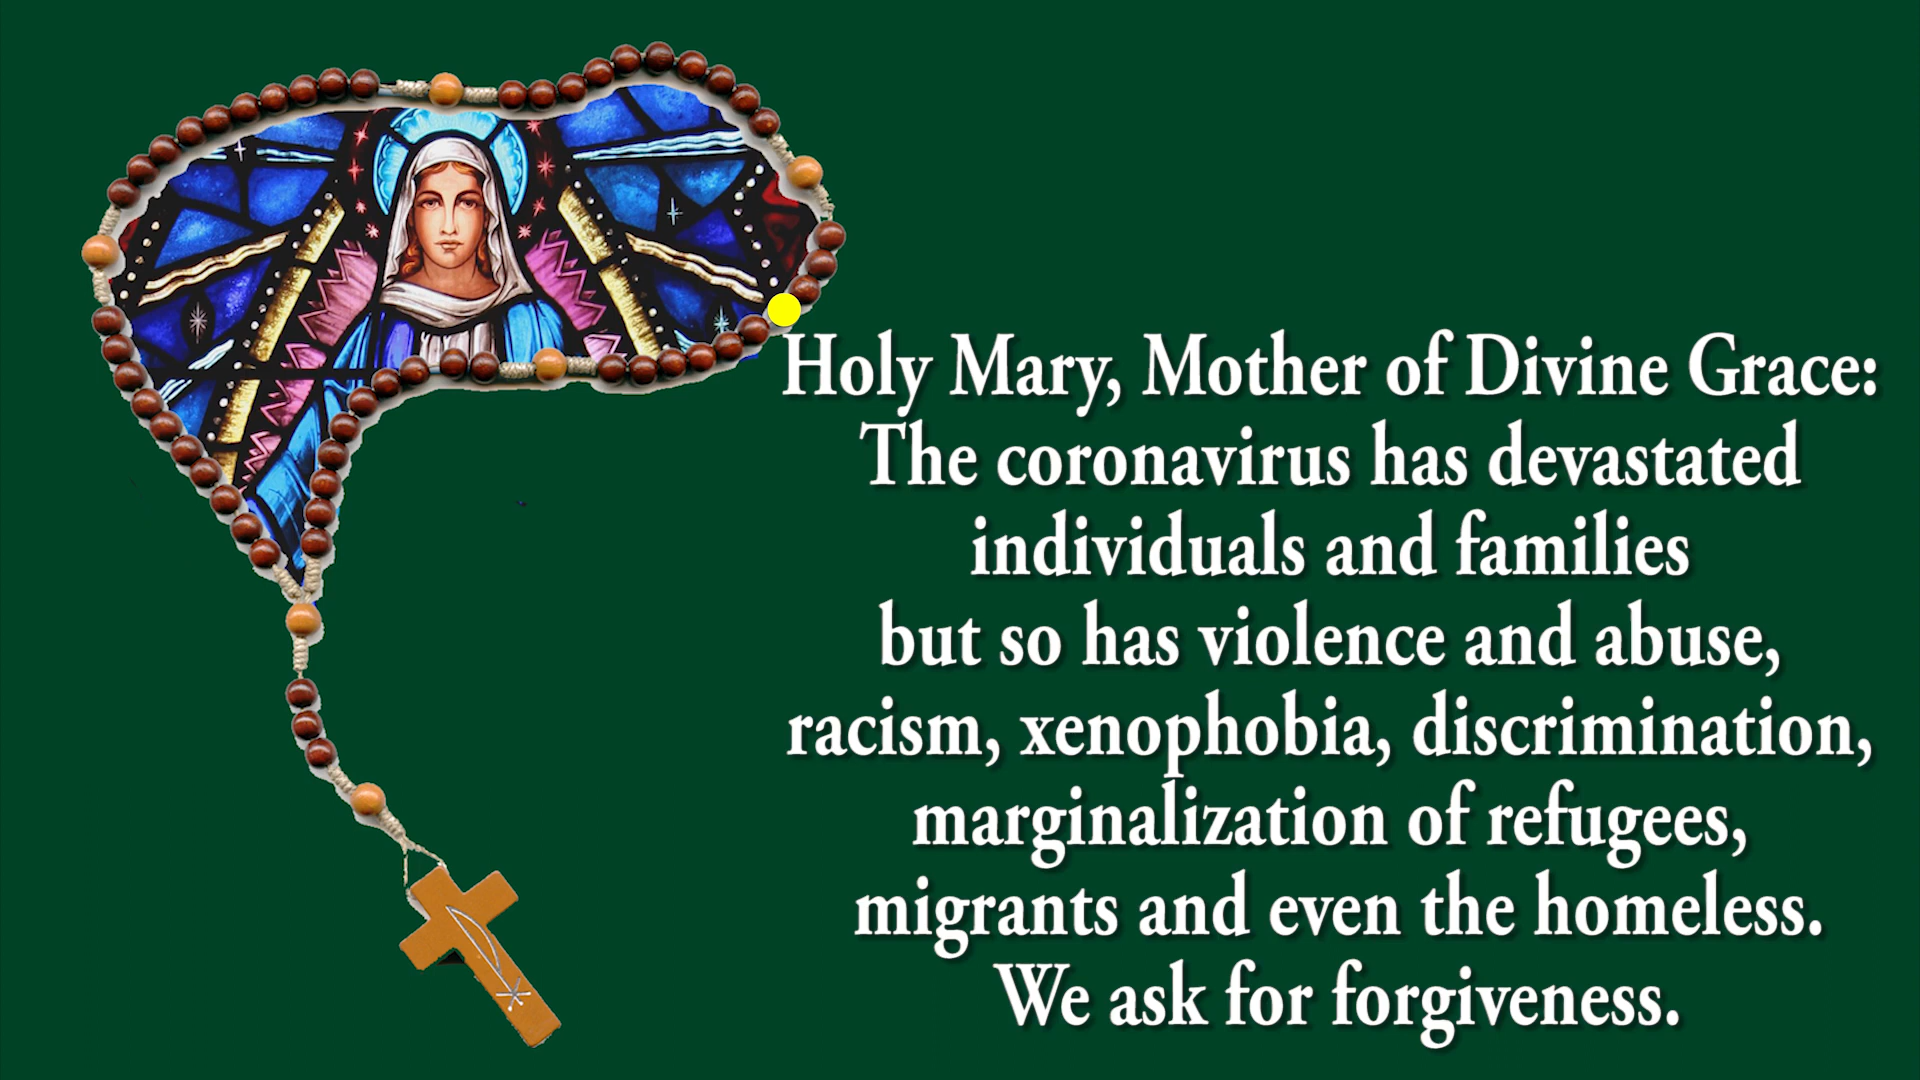 Holy Mary, Mother of Divine Grace:
The coronavirus has devastated
individuals and families
but so has violence and abuse,
racism, xenophobia, discrimination,
marginalization of refugees,
migrants and even the homeless.
We ask for forgiveness.